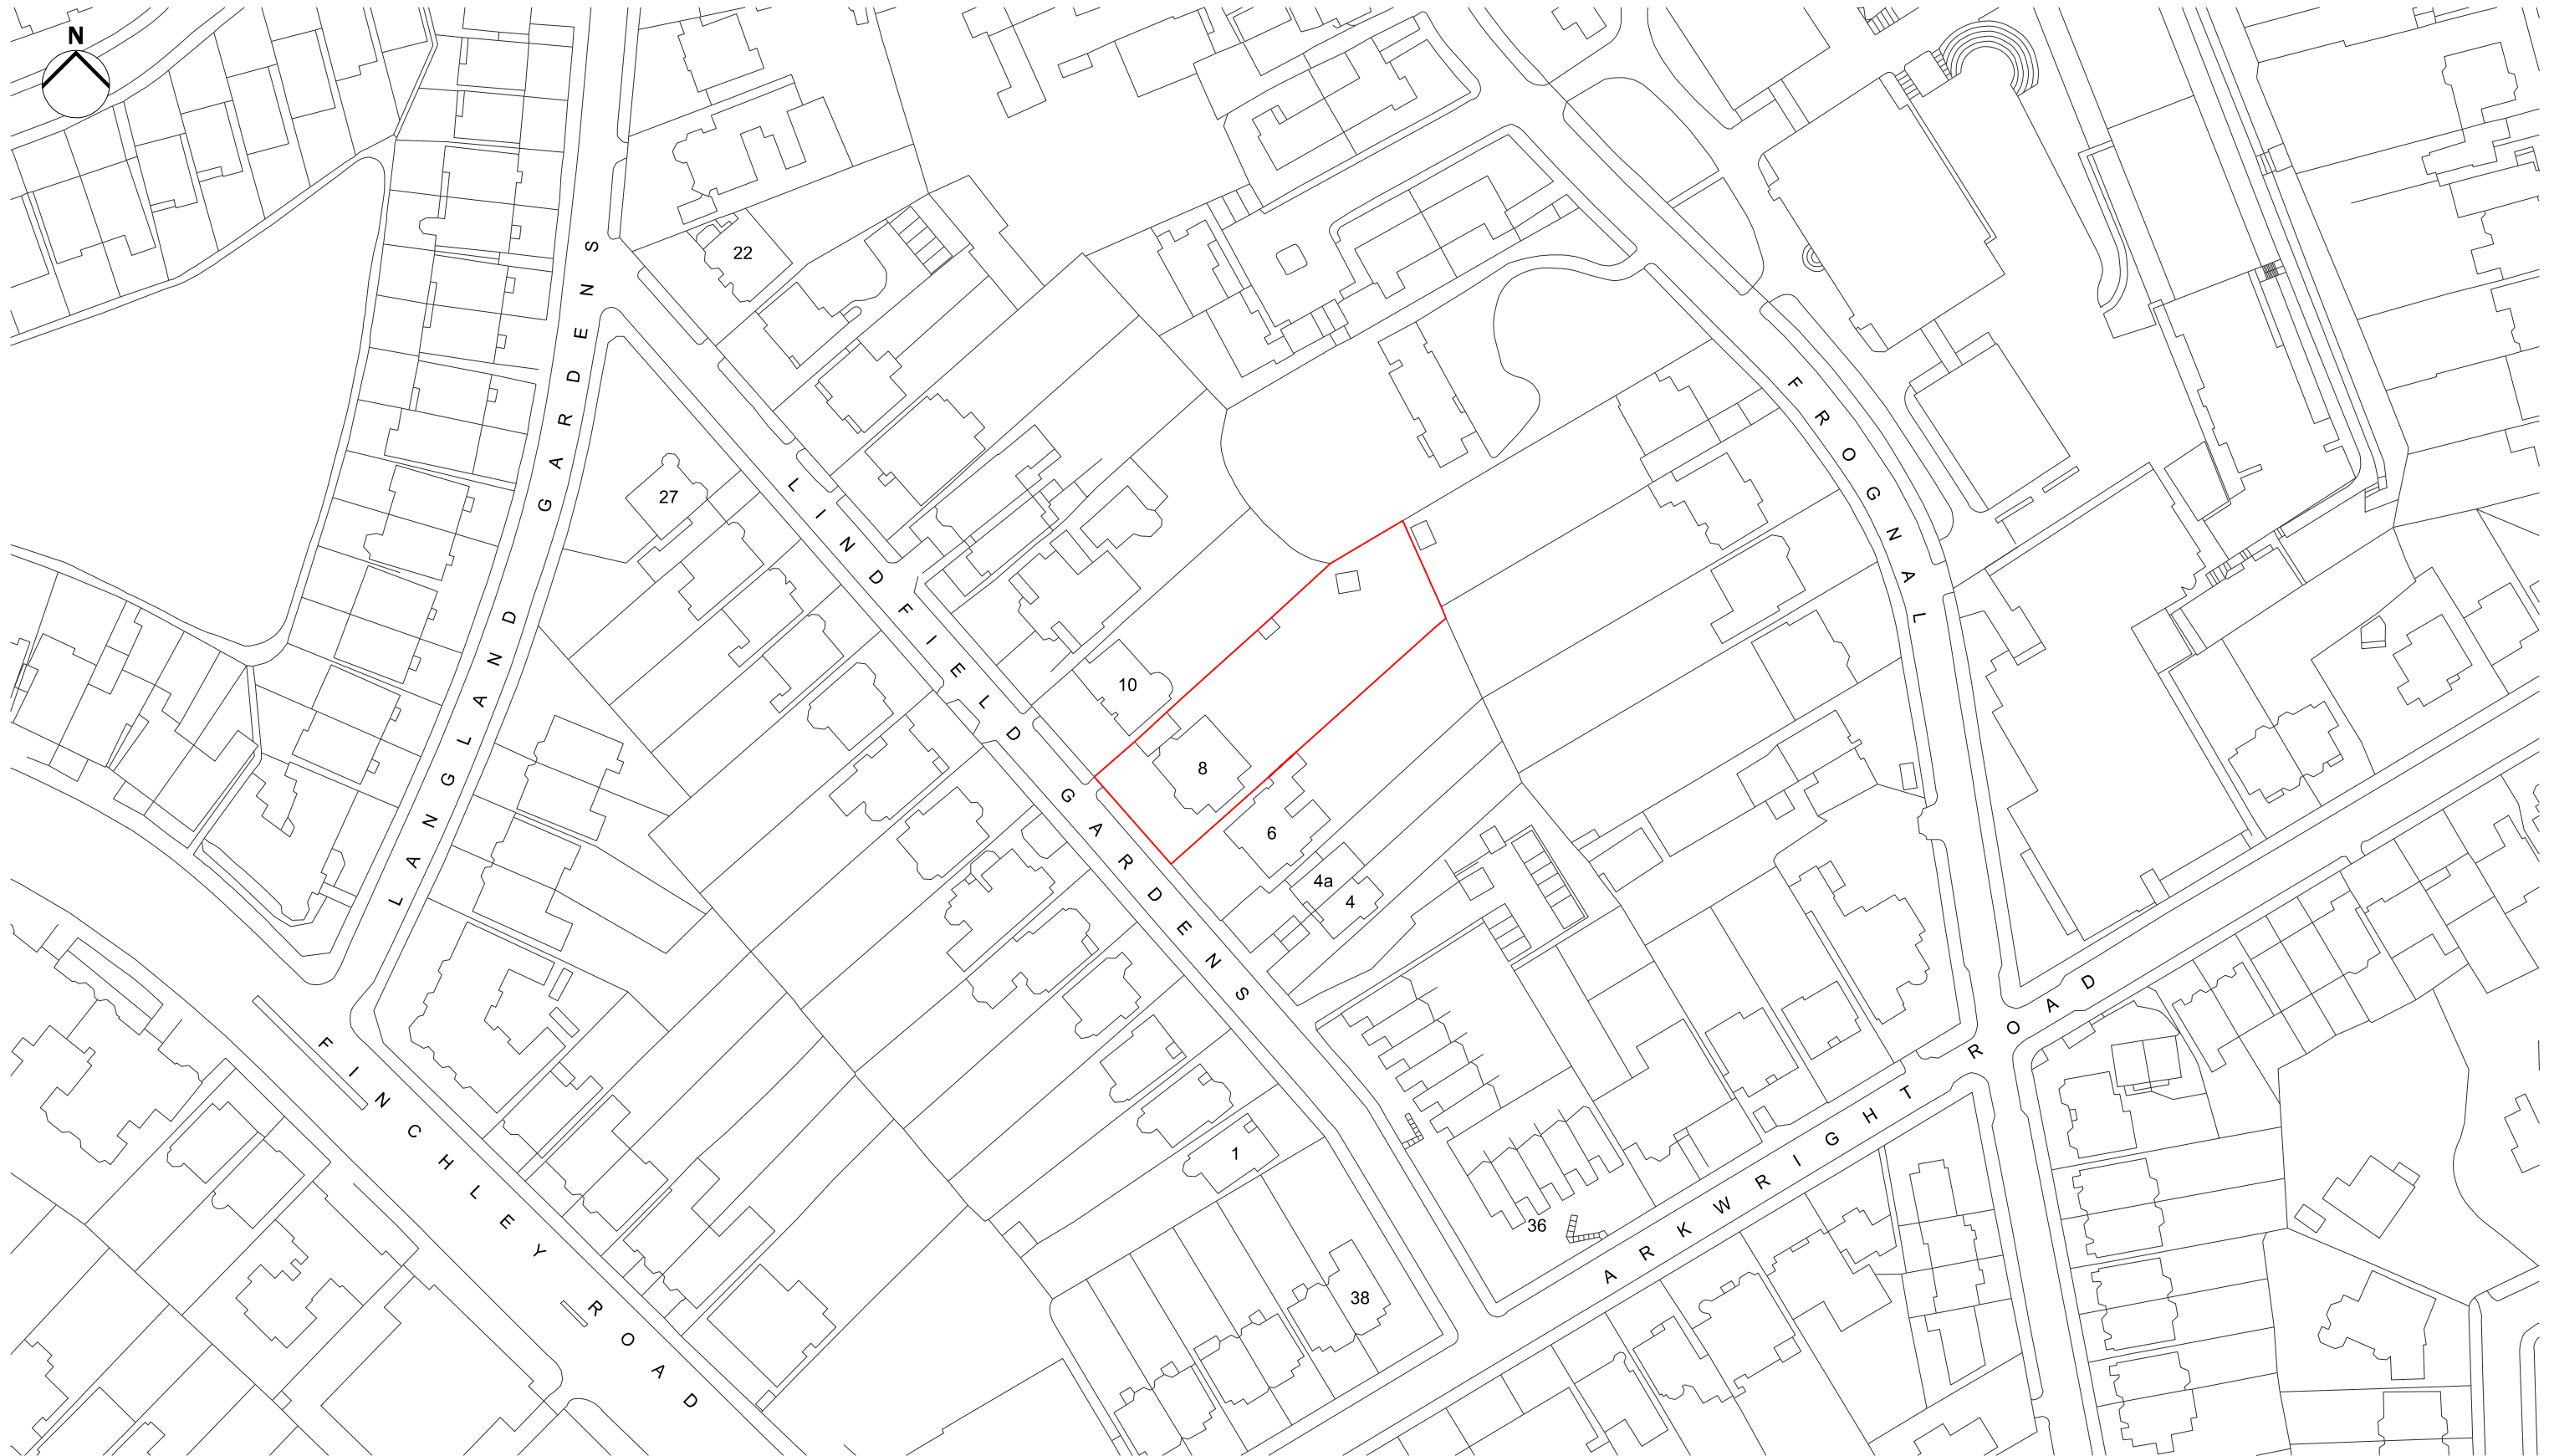 N
22
LANGLAND GARDENS
27
LINDFIELD GARDENS
FROGNAL
10
8
6
4a
4
FINCHLEY ROAD
ARKWRIGHT ROAD
1
36
38